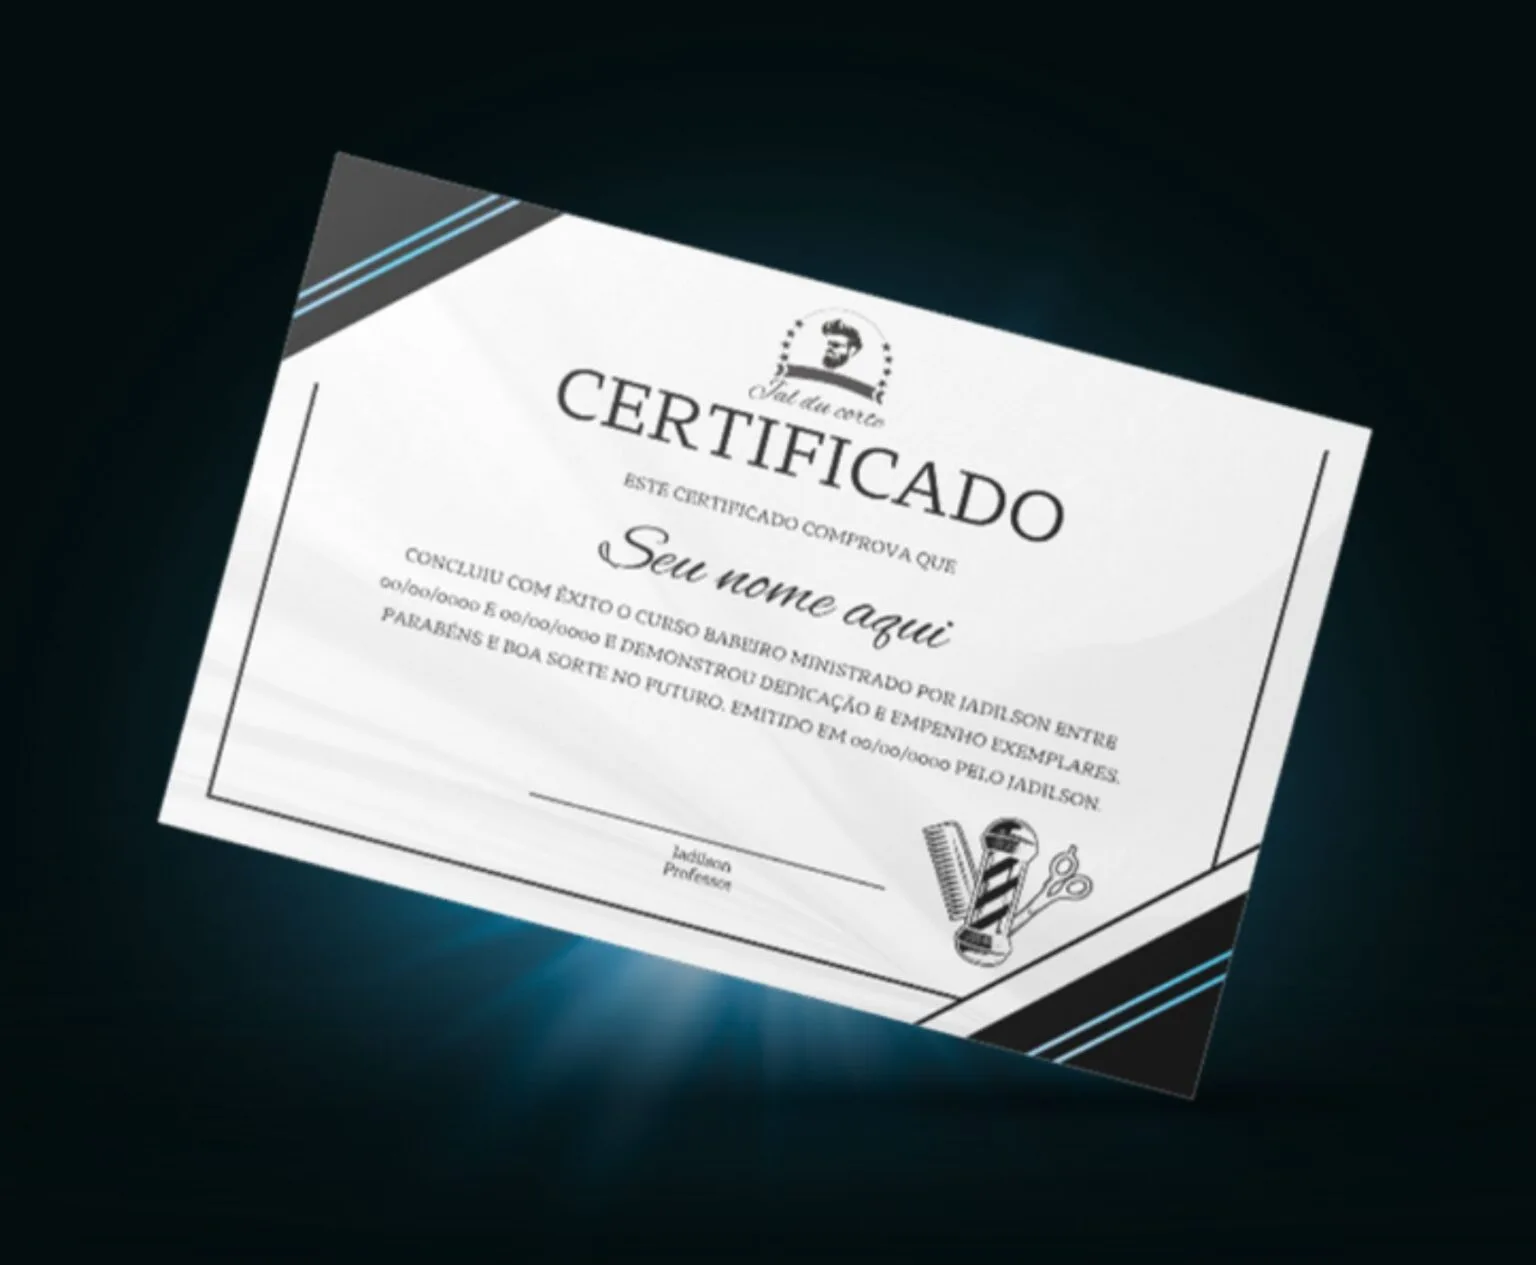 Jal du corte
CERTIFICADO
ESTE CERTIFICADO COMPROVA QUE
Seu nome aqui
CONCLUIU COM ÊXITO O CURSO BABEIRO MINISTRADO POR JADILSON ENTRE
00/00/0000 E 00/00/0000 E DEMONSTROU DEDICAÇÃO E EMPENHO EXEMPLARES.
PARABÉNS E BOA SORTE NO FUTURO. EMITIDO EM 00/00/0000 PELO JADILSON.
Jadilson
Professor